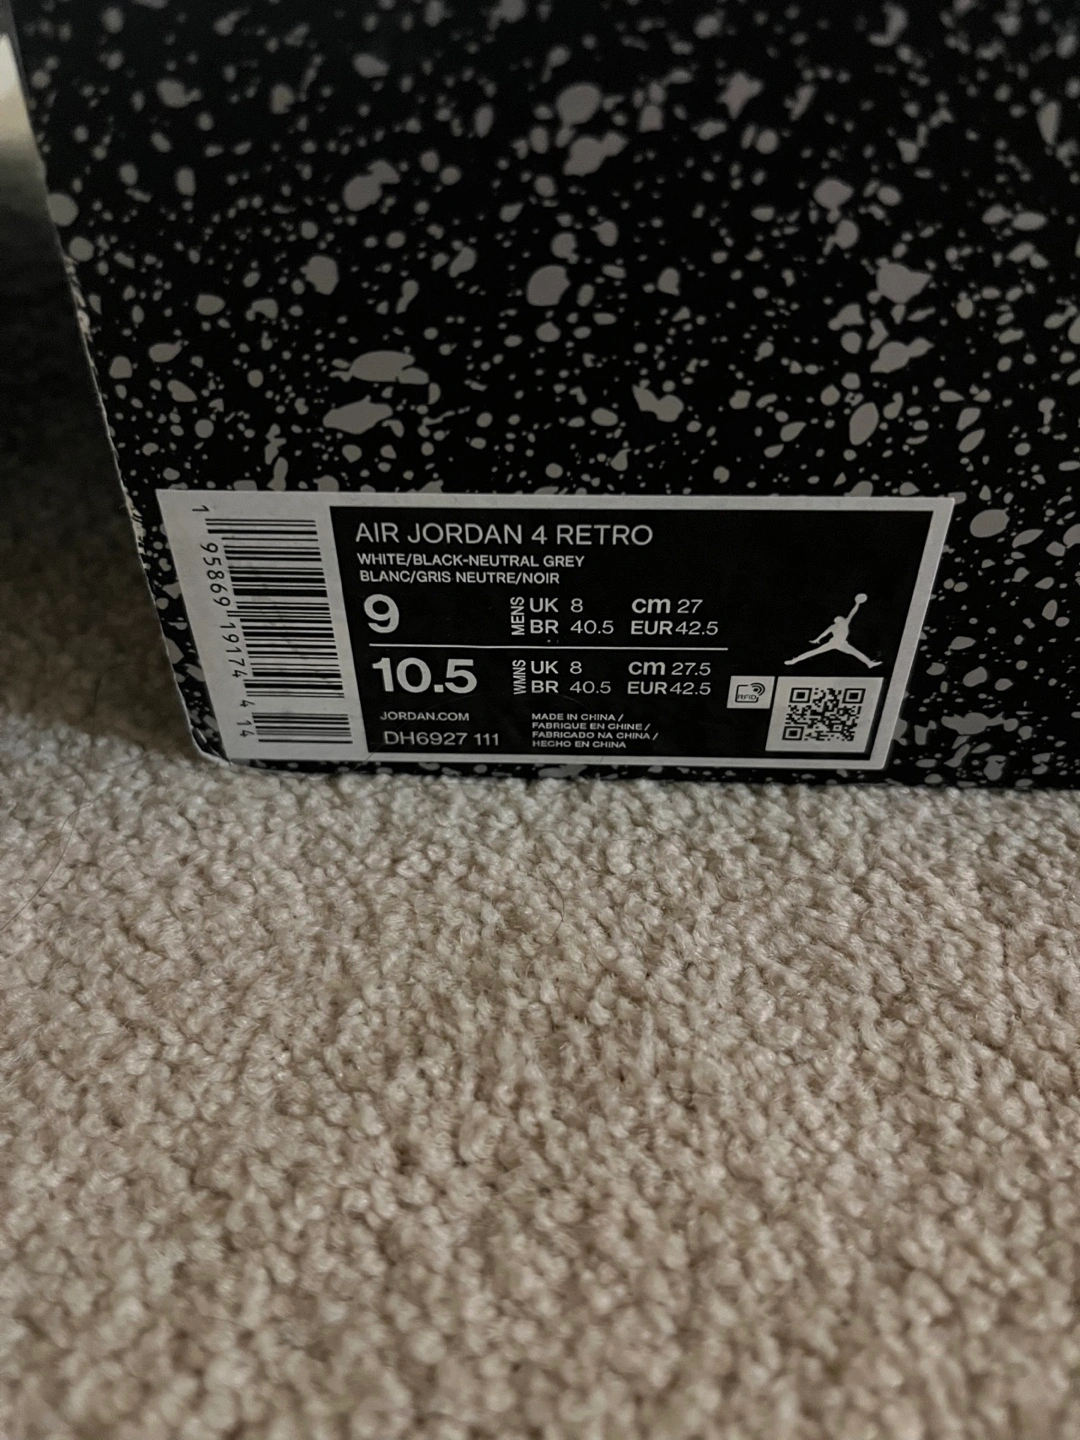 AIR JORDAN 4 RETRO
WHITE/BLACK-NEUTRAL GREY
BLANC/GRIS NEUTRE/NOIR
9 MENS UK 8 cm 27
BR 40.5 EUR 42.5
10.5 WMNS UK 8 cm 27.5
BR 40.5 EUR 42.5
RFID
JORDAN.COM
DH6927 111
MADE IN CHINA /
FABRIQUE EN CHINE /
FABRICADO NA CHINA /
HECHO EN CHINA
1 95869 19174 4 14